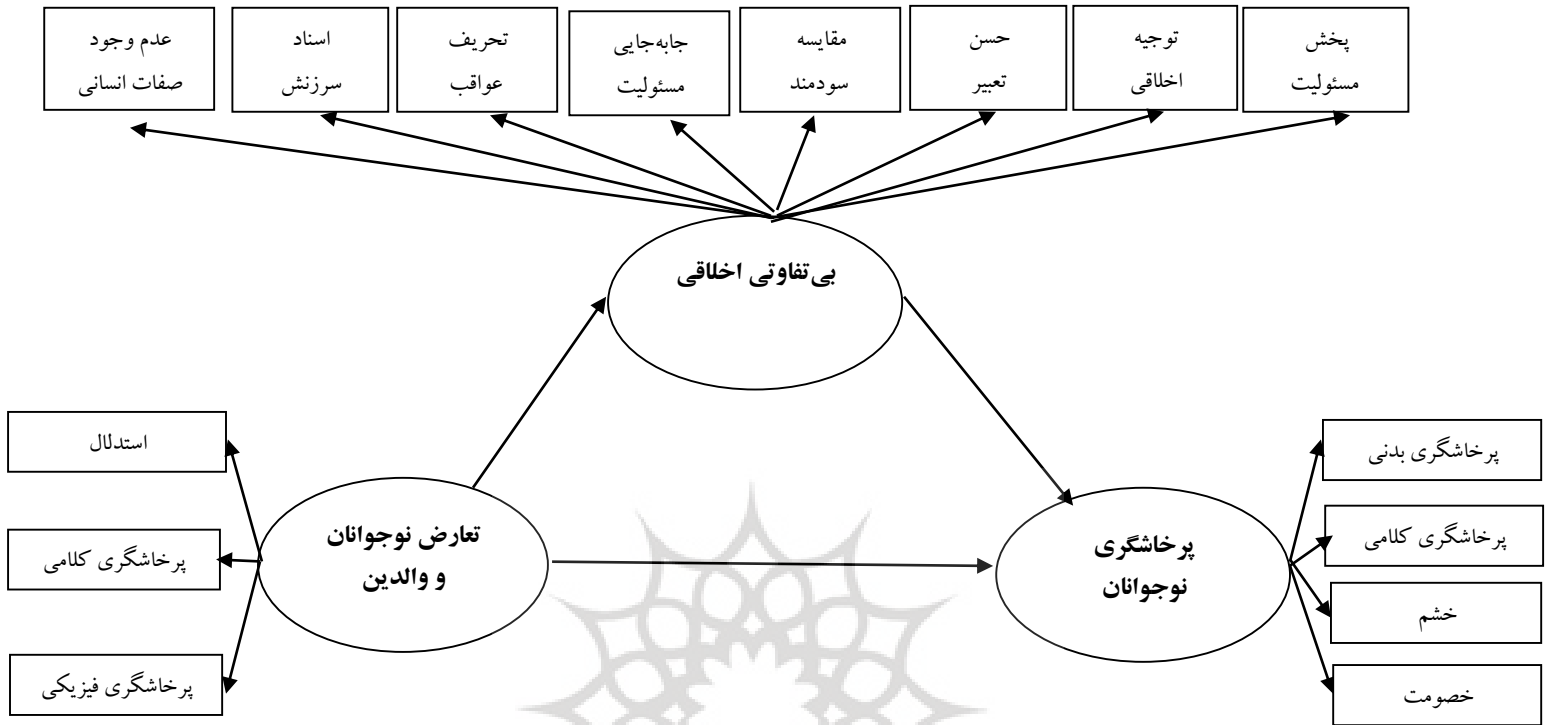 پخش
مسئولیت
توجیه
اخلاقی
حسن
تعبیر
مقایسه
سودمند
جابه‌جایی
مسئولیت
تحریف
عواقب
اسناد
سرزنش
عدم وجود
صفات انسانی
بی‌تفاوتی اخلاقی
پرخاشگری بدنی
پرخاشگری کلامی
خشم
خصومت
پرخاشگری
نوجوانان
تعارض نوجوانان
و والدین
استدلال
پرخاشگری کلامی
پرخاشگری فیزیکی